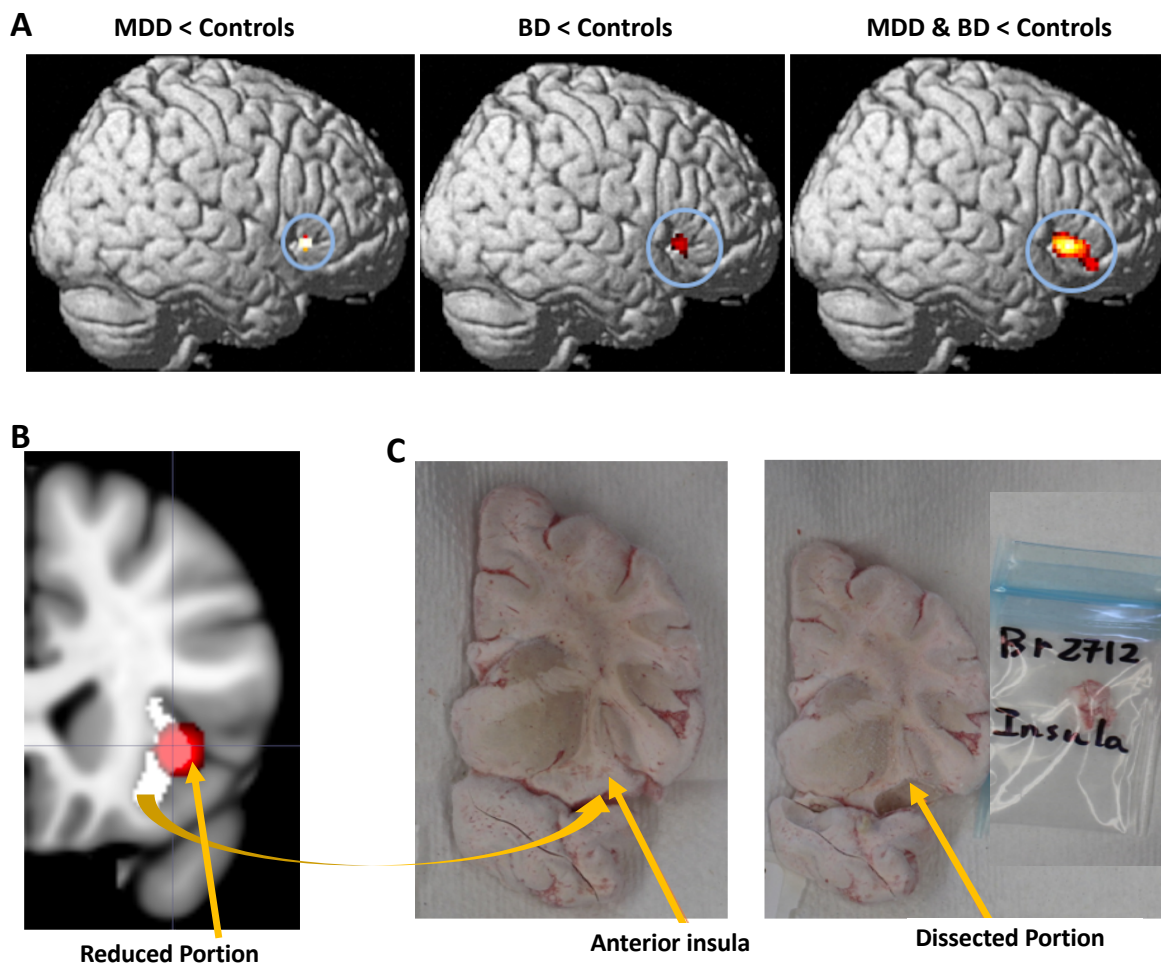 A
MDD < Controls
BD < Controls
MDD & BD < Controls
B
C
Br2712
Insula
Reduced Portion
Anterior insula
Dissected Portion